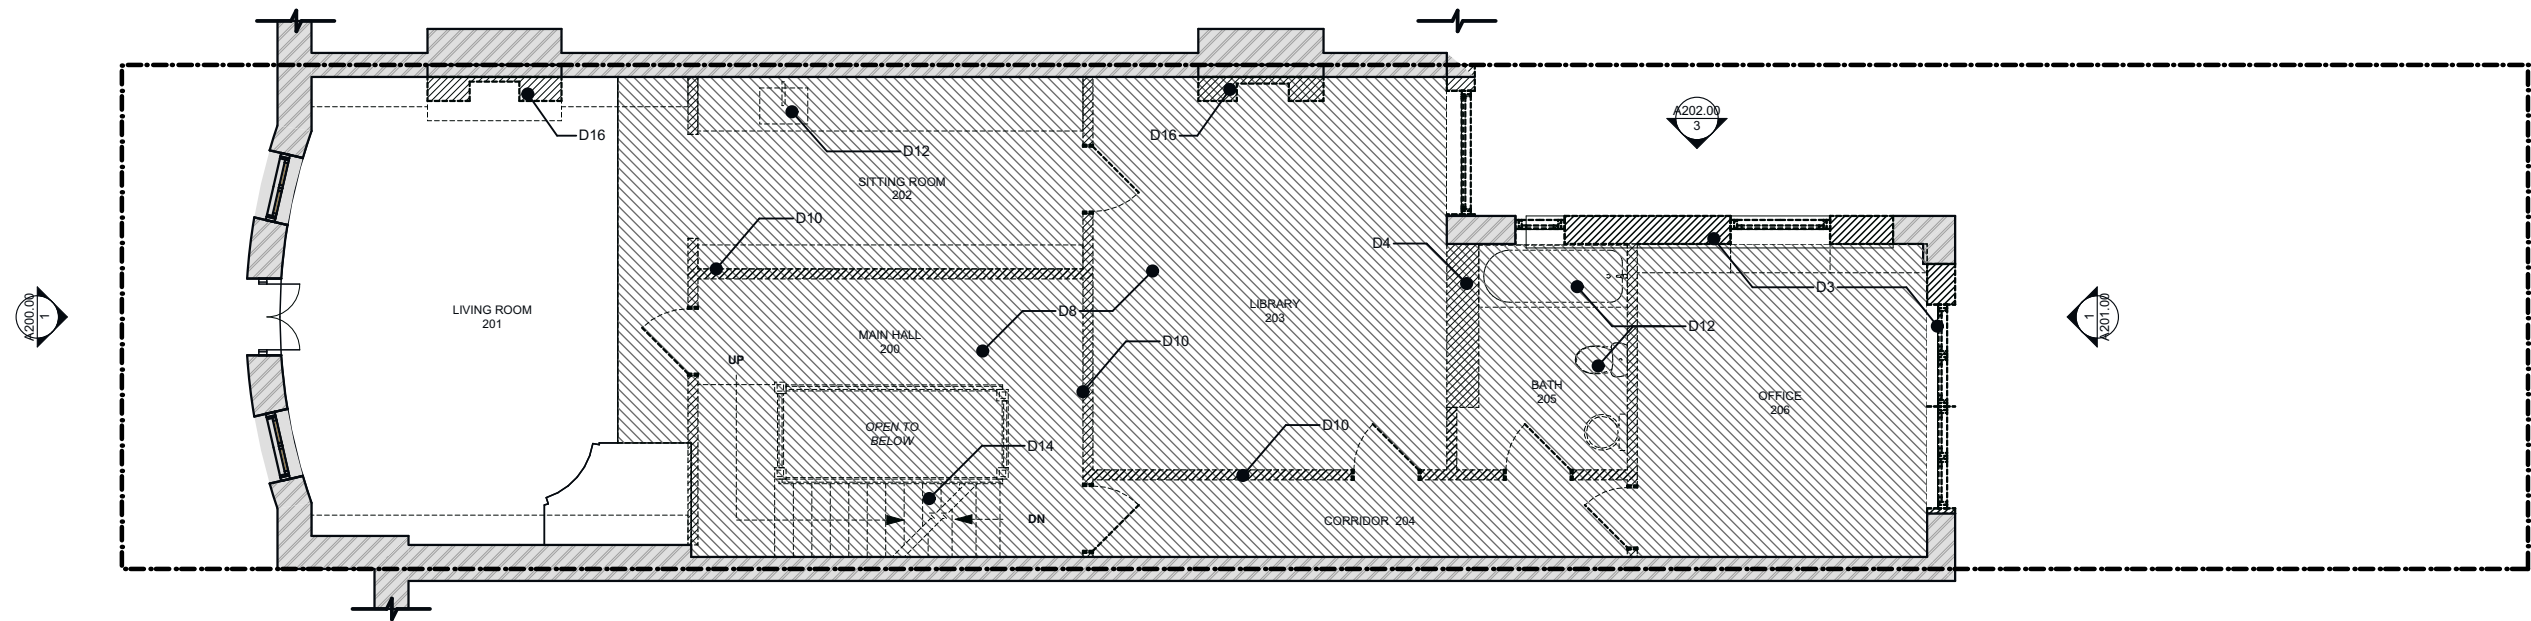 A202.00
3
D16
D12
D16
SITTING ROOM
202
D10
D4
LIVING ROOM
201
D8
LIBRARY
203
D3
A200.00
1
A201.00
1
MAIN HALL
200
D10
D12
UP
BATH
205
OFFICE
206
OPEN TO
BELOW
D10
D14
DN
CORRIDOR 204